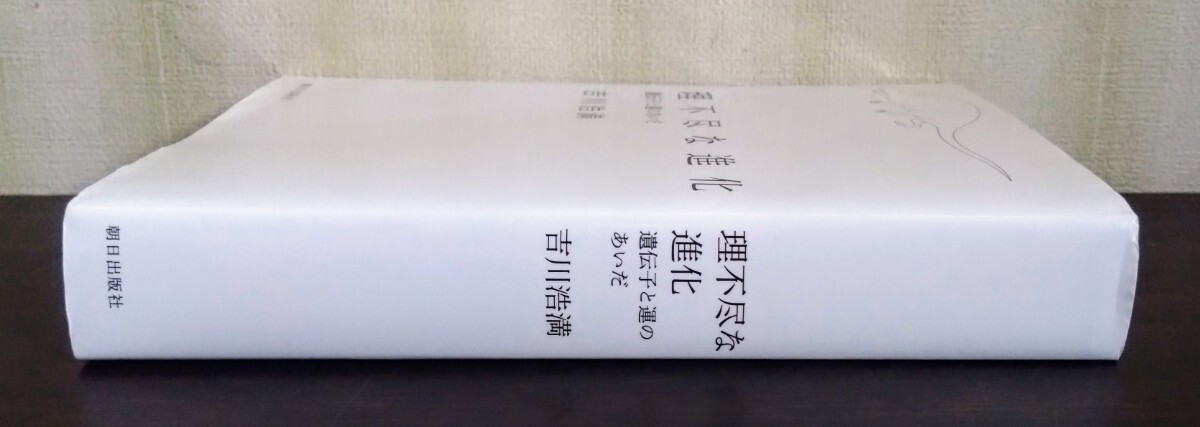 理不尽な進化
遺伝子と運のあいだ
吉川浩満
理不尽な
進化
遺伝子と運の
あいだ
吉川浩満
朝日出版社